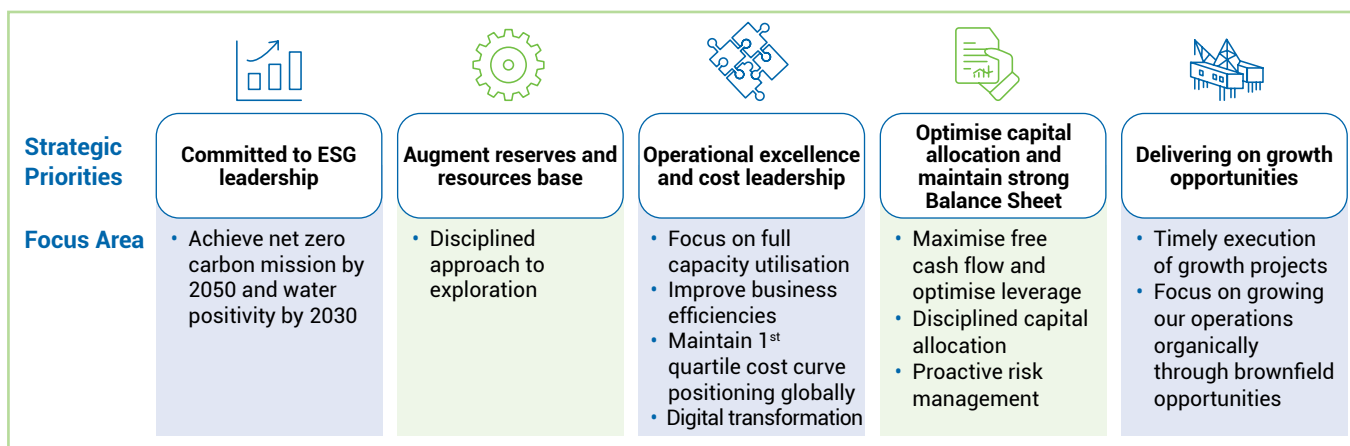 Strategic
Priorities
Committed to ESG
leadership
Augment reserves and
resources base
Operational excellence
and cost leadership
Optimise capital
allocation and
maintain strong
Balance Sheet
Delivering on growth
opportunities
Focus Area
• Achieve net zero
carbon mission by
2050 and water
positivity by 2030
• Disciplined
approach to
exploration
• Focus on full
capacity utilisation
• Improve business
efficiencies
• Maintain 1st
quartile cost curve
positioning globally
• Digital transformation
• Maximise free
cash flow and
optimise leverage
• Disciplined capital
allocation
• Proactive risk
management
• Timely execution
of growth projects
• Focus on growing
our operations
organically
through brownfield
opportunities